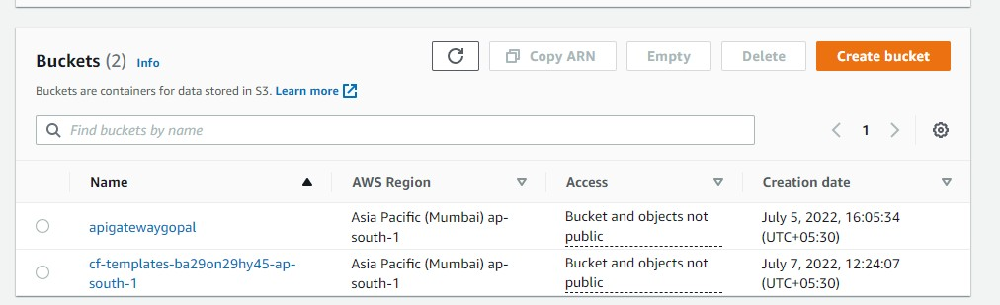 Buckets (2) Info
Copy ARN
Empty
Delete
Create bucket
Buckets are containers for data stored in S3. Learn more
Find buckets by name
1
Name
AWS Region
Access
Creation date
apigatewaygopal
Asia Pacific (Mumbai) ap-
south-1
Bucket and objects not
public
July 5, 2022, 16:05:34
(UTC+05:30)
cf-templates-ba29on29hy45-ap-
south-1
Asia Pacific (Mumbai) ap-
south-1
Bucket and objects not
public
July 7, 2022, 12:24:07
(UTC+05:30)